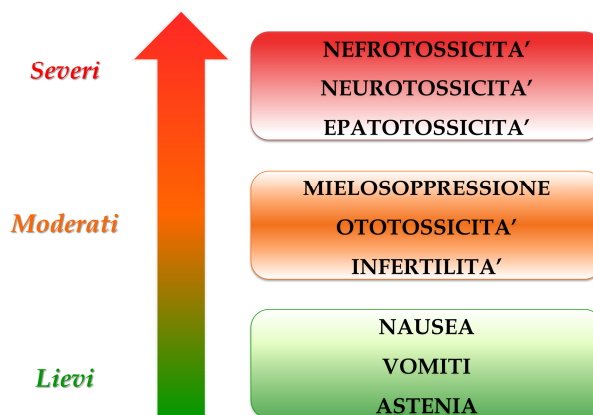 Severi
NEFROTOSSICITA’
NEUROTOSSICITA’
EPATOTOSSICITA’
Moderati
MIELOSOPPRESSIONE
OTOTOSSICITA’
INFERTILITA’
Lievi
NAUSEA
VOMITI
ASTENIA